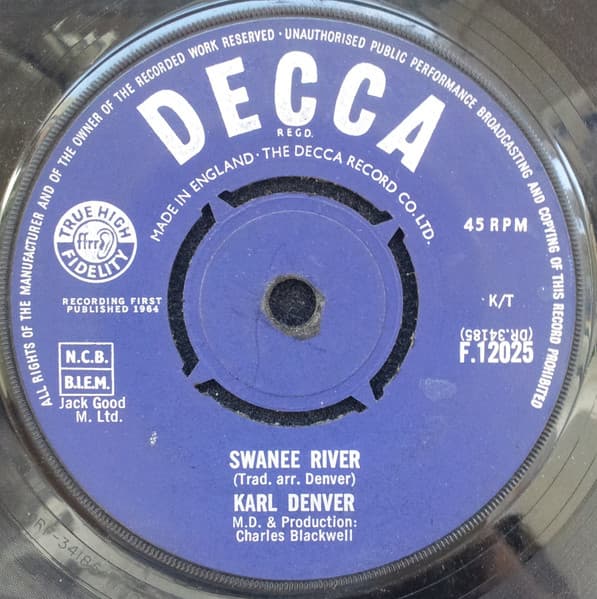 ALL RIGHTS OF THE MANUFACTURER AND OF THE OWNER OF THE RECORDED WORK RESERVED · UNAUTHORISED PUBLIC PERFORMANCE BROADCASTING AND COPYING OF THIS RECORD PROHIBITED
DECCA
REGD.
MADE IN ENGLAND · THE DECCA RECORD CO. LTD.
TRUE HIGH
ffrr
FIDELITY
45 RPM
RECORDING FIRST
PUBLISHED 1964
K/T
N.C.B.
B.I.E.M.
Jack Good
M. Ltd.
(DR.34185)
F.12025
SWANEE RIVER
(Trad. arr. Denver)
KARL DENVER
M.D. & Production:
Charles Blackwell